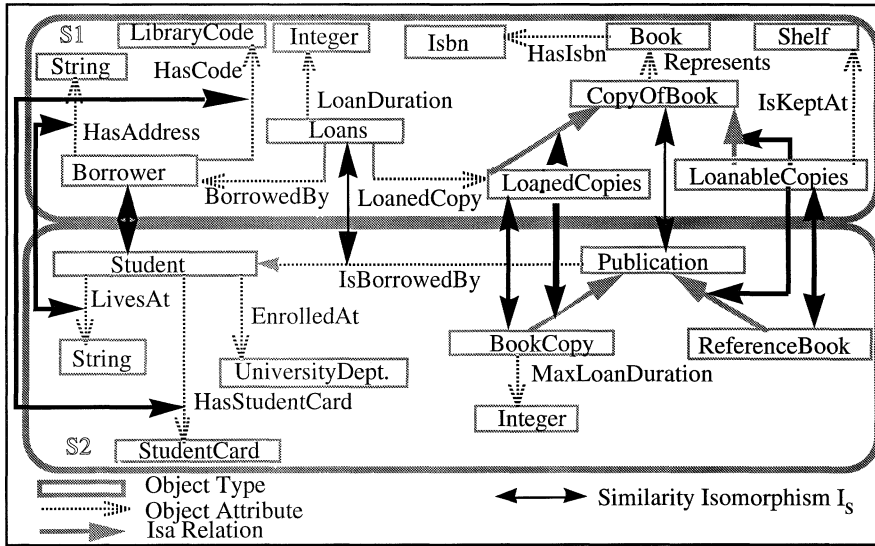 S1
LibraryCode
Integer
Isbn
HasIsbn
Book
Shelf
String
HasCode
Represents
LoanDuration
CopyOfBook
IsKeptAt
HasAddress
Loans
Borrower
BorrowedBy
LoanedCopy
LoanedCopies
LoanableCopies
Student
IsBorrowedBy
Publication
LivesAt
EnrolledAt
String
UniversityDept.
BookCopy
ReferenceBook
HasStudentCard
MaxLoanDuration
Integer
S2
StudentCard
Object Type
Object Attribute
Isa Relation
Similarity Isomorphism IS